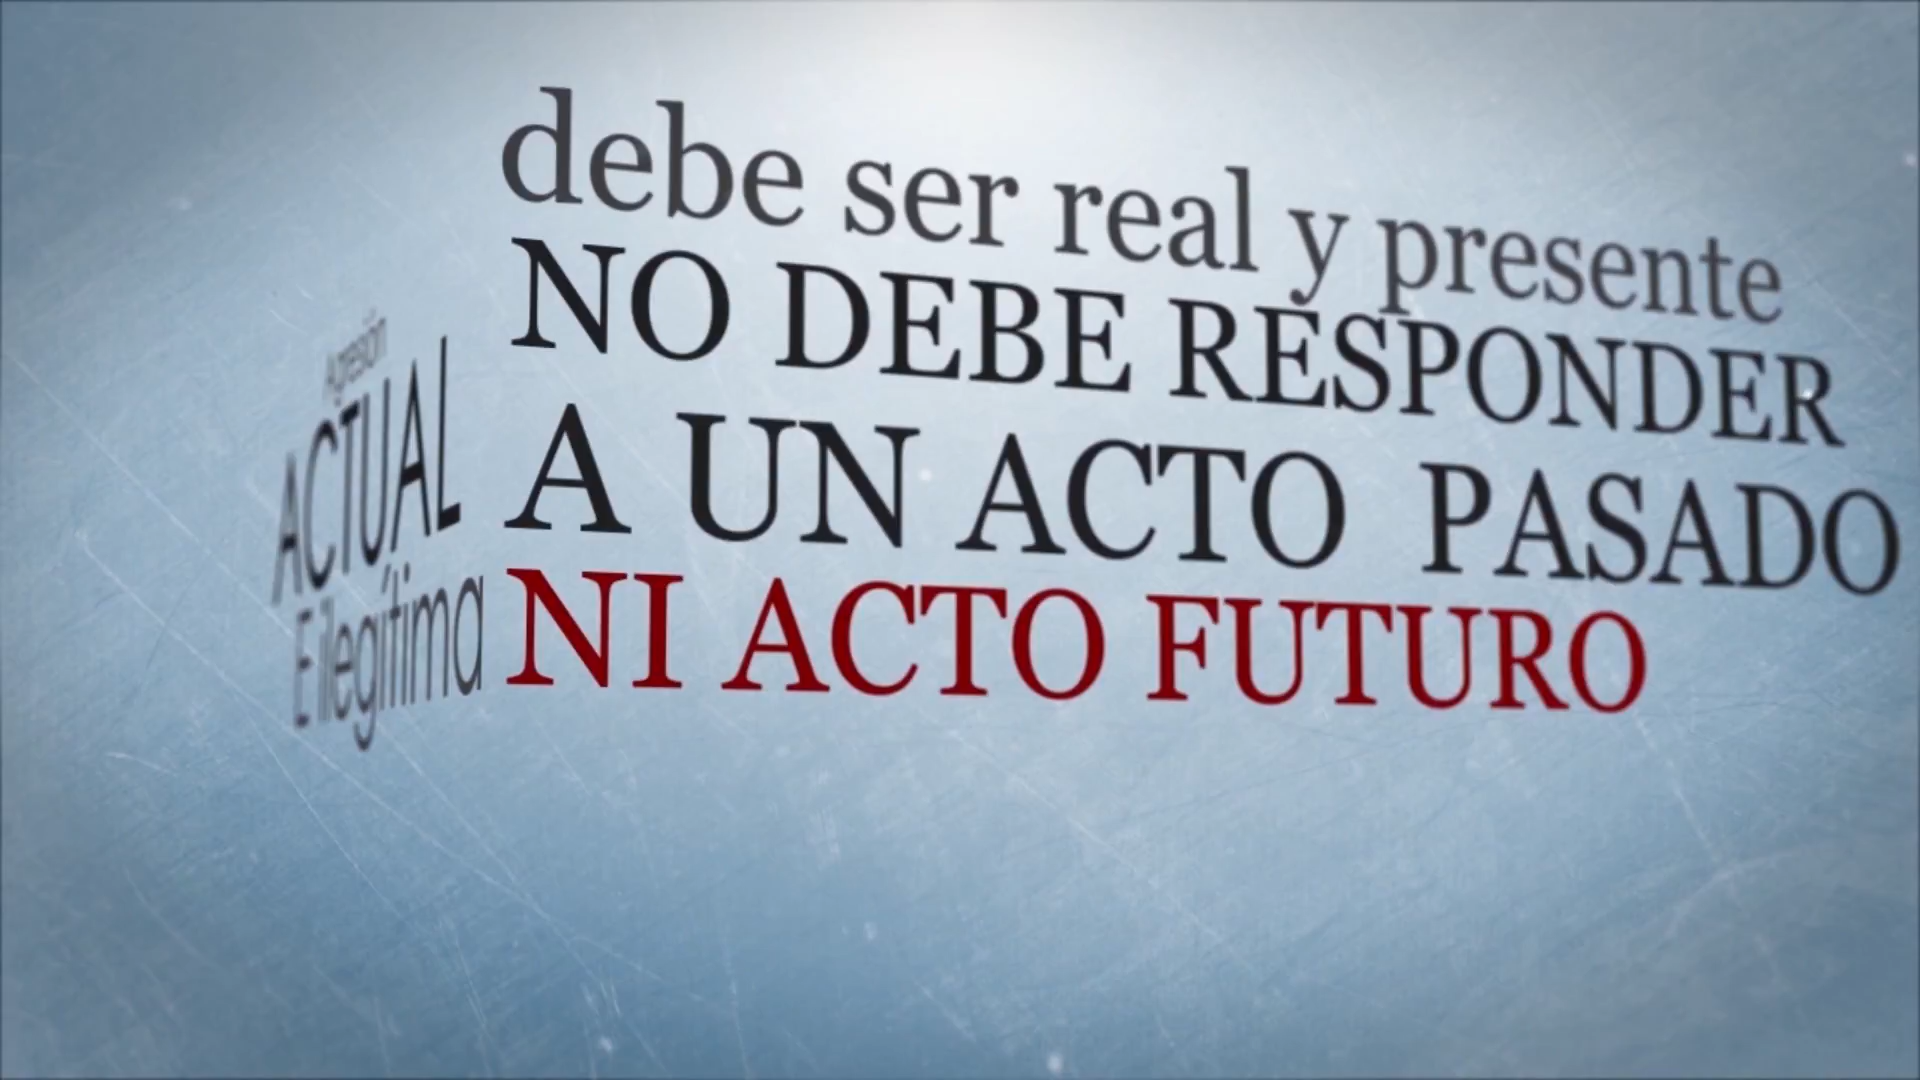 Agresión
ACTUAL
E ilegítima
debe ser real y presente
NO DEBE RESPONDER
A UN ACTO PASADO
NI ACTO FUTURO